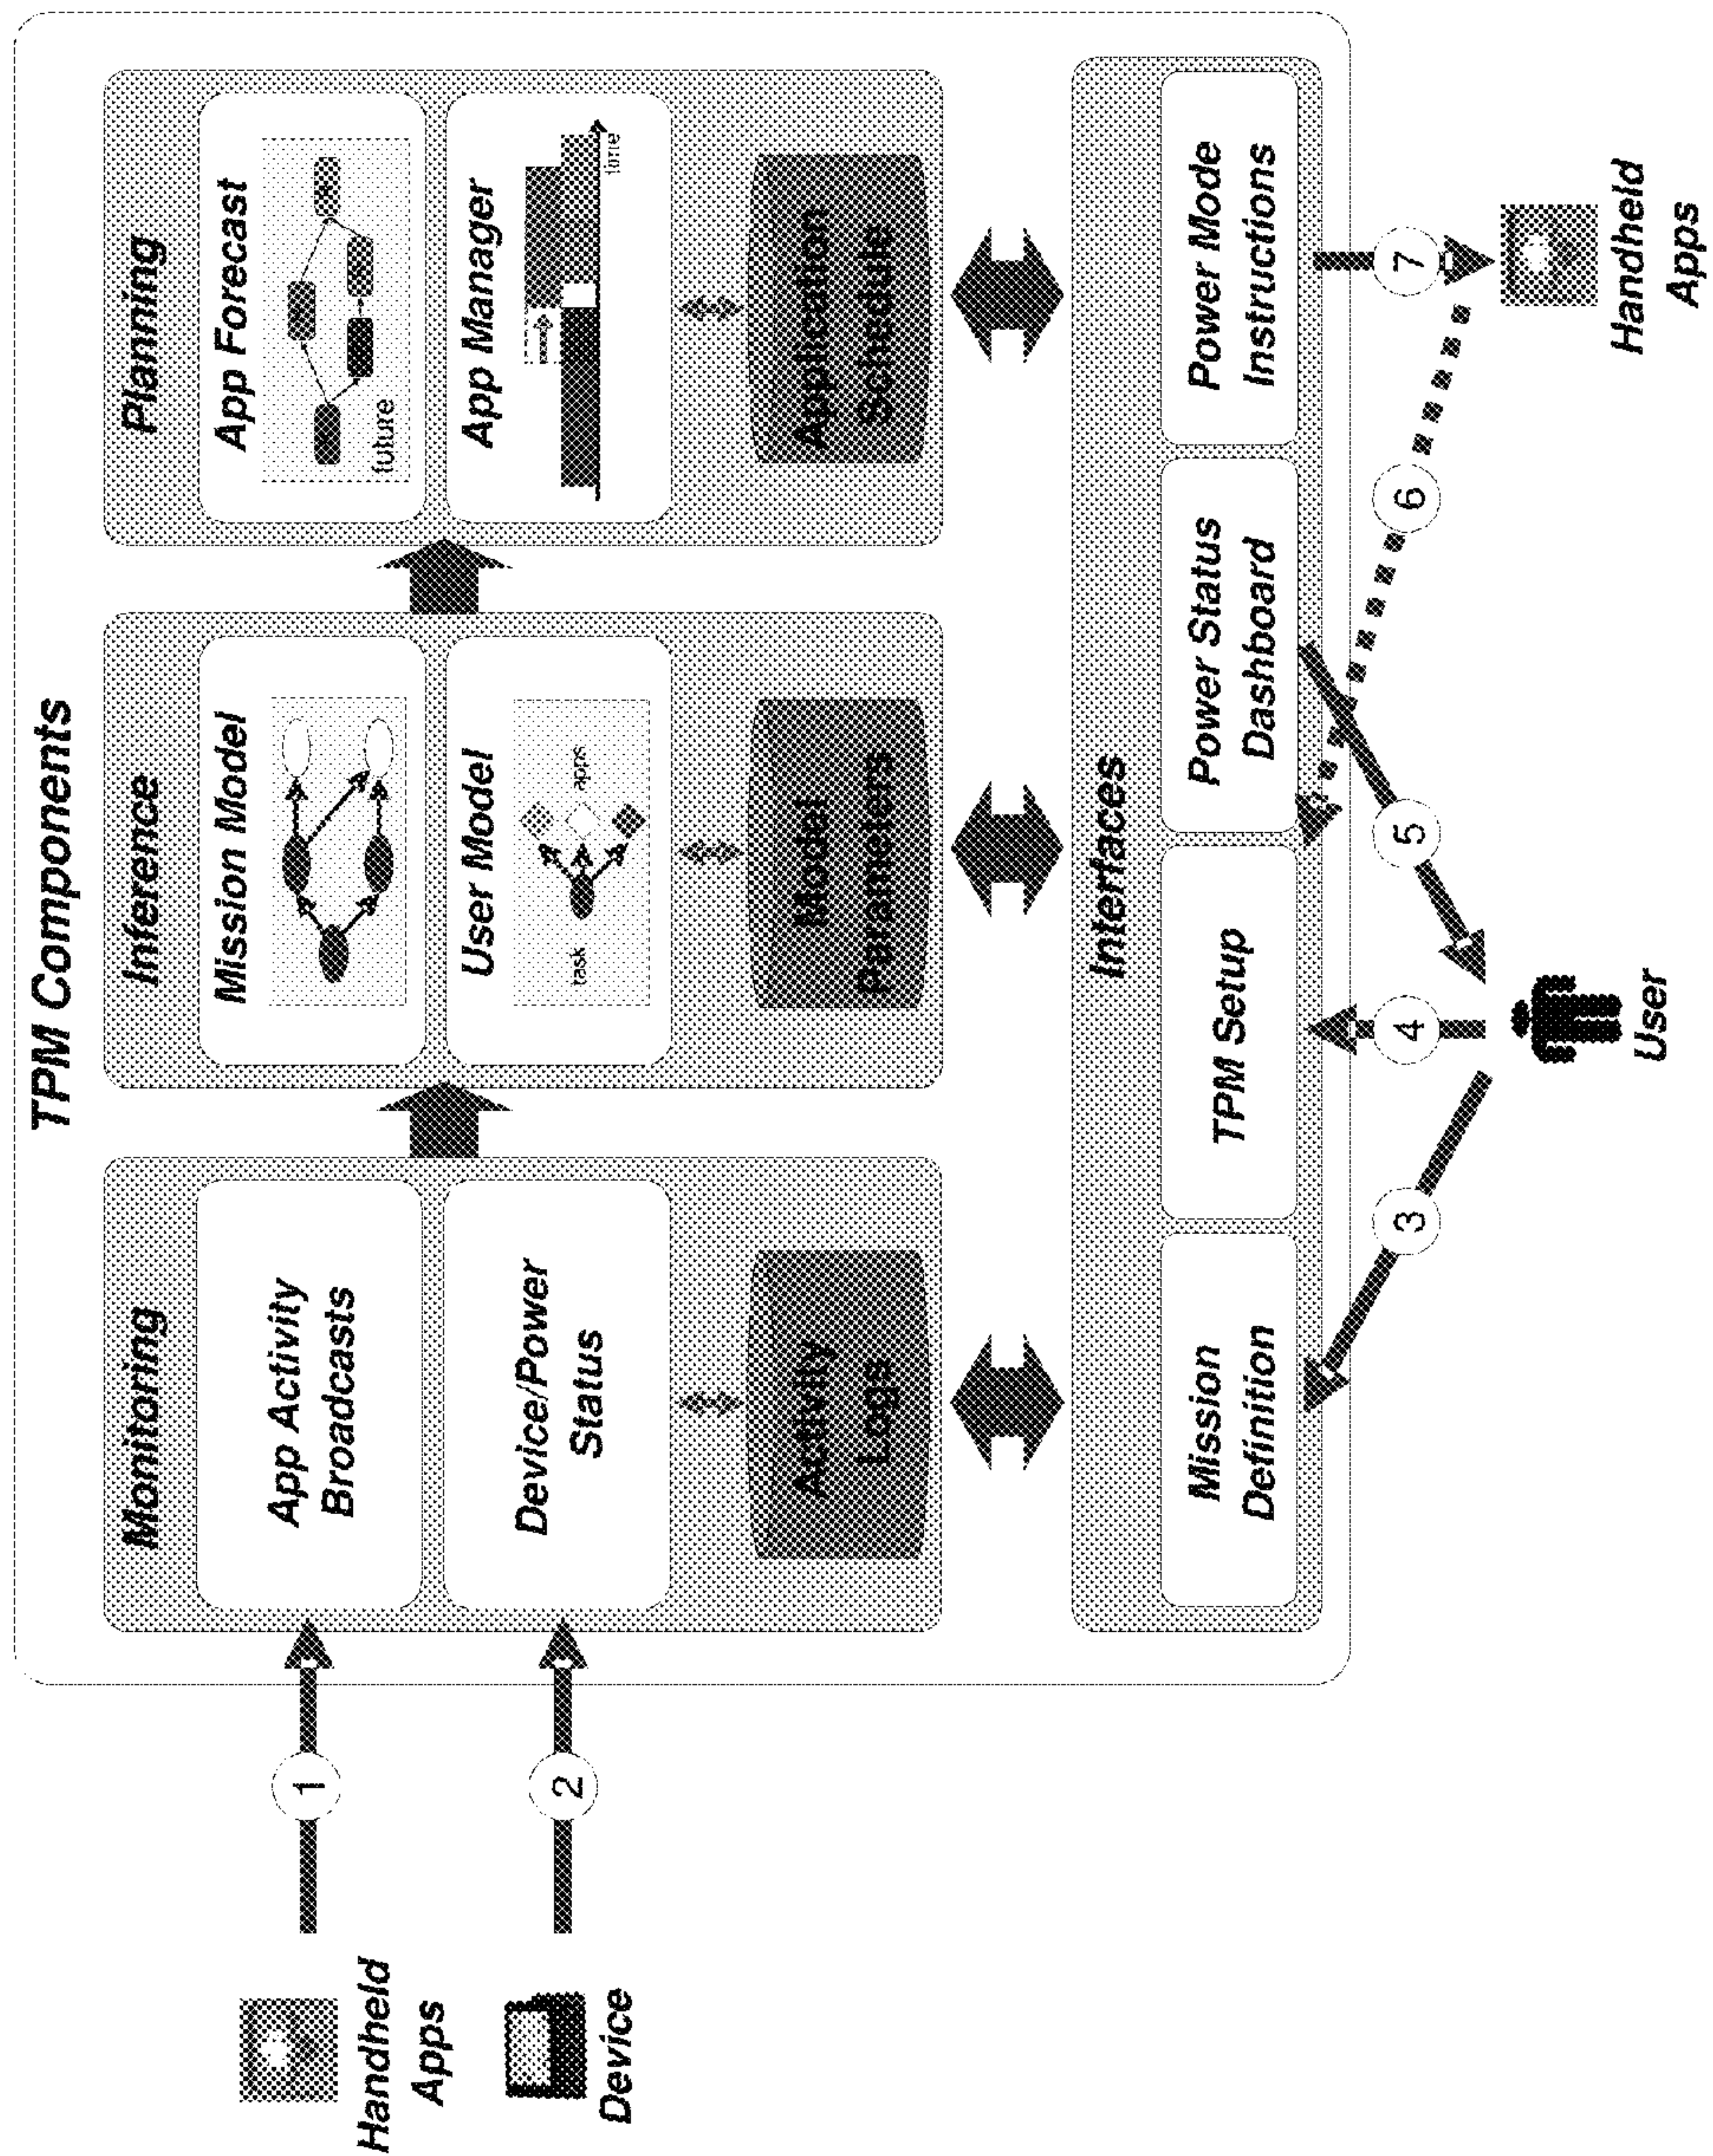 TPM Components
Monitoring
App Activity
Broadcasts
Device/Power
Status
Activity
Logs
Inference
Mission Model
User Model
task
apps
Model
Parameters
Planning
App Forecast
future
App Manager
time
Application
Schedule
Interfaces
Mission
Definition
TPM Setup
Power Status
Dashboard
Power Mode
Instructions
Handheld
Apps
1
Device
2
3
4
5
6
7
User
Handheld
Apps